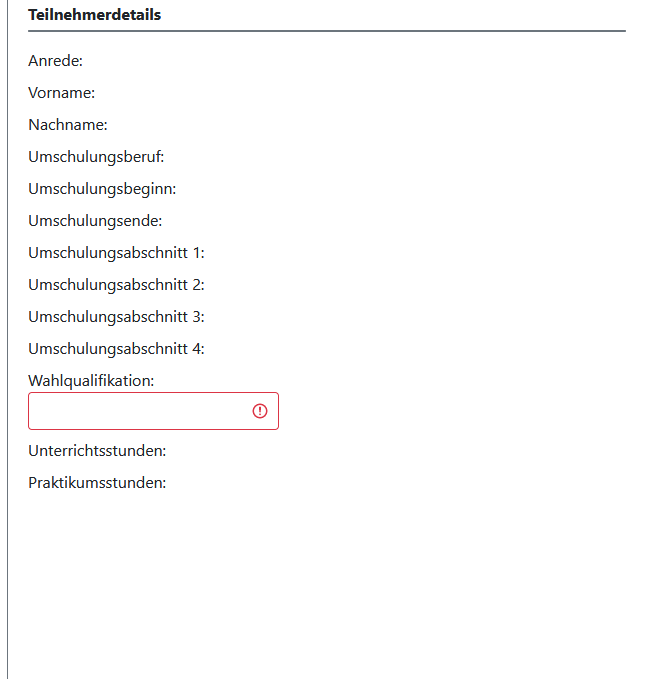 Teilnehmerdetails
Anrede:
Vorname:
Nachname:
Umschulungsberuf:
Umschulungsbeginn:
Umschulungsende:
Umschulungsabschnitt 1:
Umschulungsabschnitt 2:
Umschulungsabschnitt 3:
Umschulungsabschnitt 4:
Wahlqualifikation:
Unterrichtsstunden:
Praktikumsstunden: